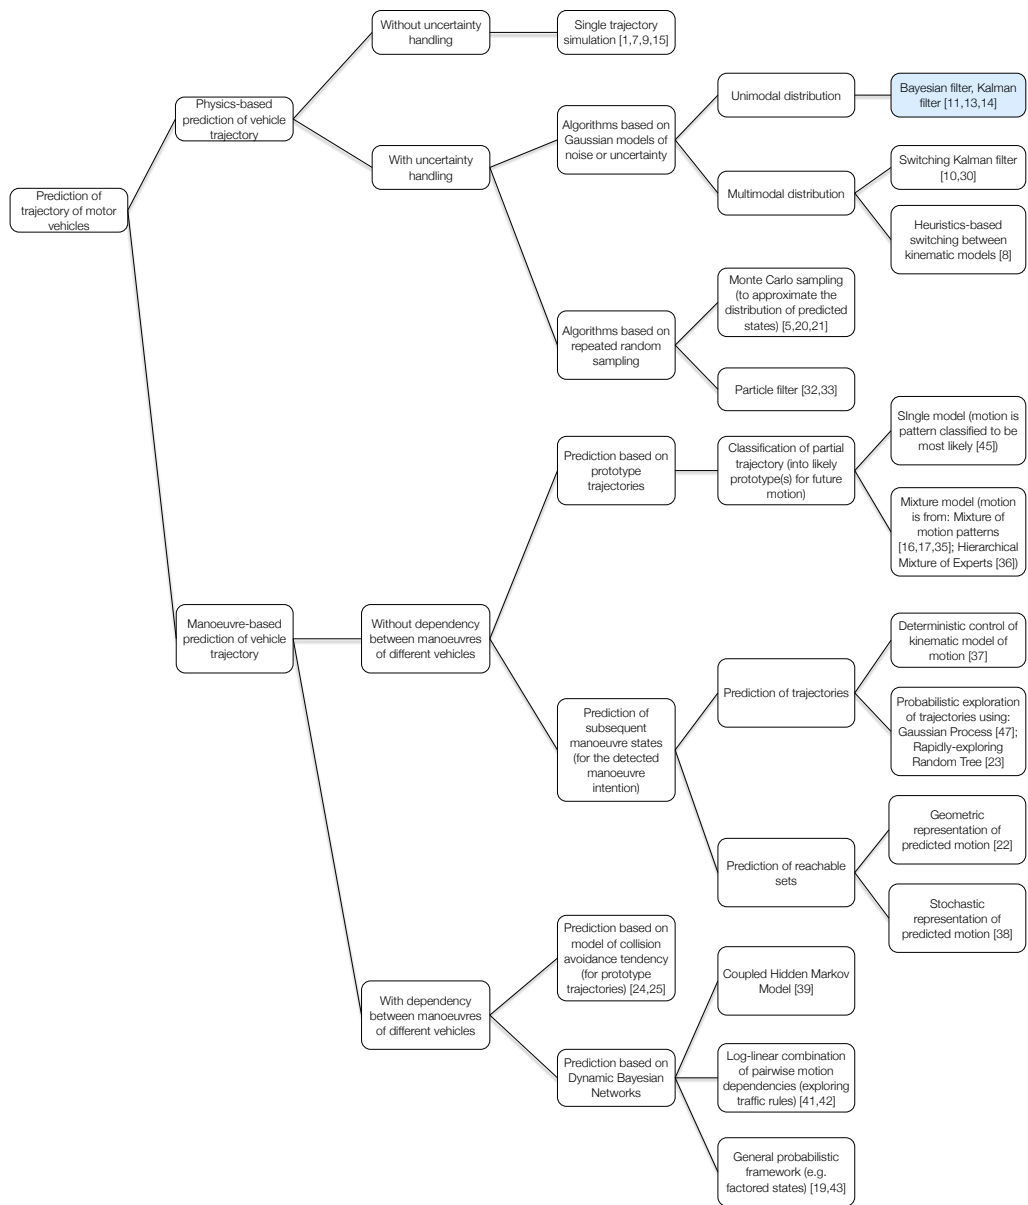 Without uncertainty
handling
Single trajectory
simulation [1,7,9,15]
Physics-based
prediction of vehicle
trajectory
With uncertainty
handling
Algorithms based on
Gaussian models of
noise or uncertainty
Unimodal distribution
Bayesian filter, Kalman
filter [11,13,14]
Multimodal distribution
Switching Kalman filter
[10,30]
Heuristics-based
switching between
kinematic models [8]
Prediction of
trajectory of motor
vehicles
Algorithms based on
repeated random
sampling
Monte Carlo sampling
(to approximate the
distribution of predicted
states) [5,20,21]
Particle filter [32,33]
Prediction based on
prototype
trajectories
Classification of partial
trajectory (into likely
prototype(s) for future
motion)
SIngle model (motion is
pattern classified to be
most likely [45])
Mixture model (motion
is from: Mixture of
motion patterns
[16,17,35]; Hierarchical
Mixture of Experts [36])
Manoeuvre-based
prediction of vehicle
trajectory
Without dependency
between manoeuvres
of different vehicles
Prediction of
subsequent
manoeuvre states
(for the detected
manoeuvre
intention)
Prediction of trajectories
Deterministic control of
kinematic model of
motion [37]
Probabilistic exploration
of trajectories using:
Gaussian Process [47];
Rapidly-exploring
Random Tree [23]
Prediction of reachable
sets
Geometric
representation of
predicted motion [22]
Stochastic
representation of
predicted motion [38]
With dependency
between manoeuvres
of different vehicles
Prediction based on
model of collision
avoidance tendency
(for prototype
trajectories) [24,25]
Prediction based on
Dynamic Bayesian
Networks
Coupled Hidden Markov
Model [39]
Log-linear combination
of pairwise motion
dependencies (exploring
traffic rules) [41,42]
General probabilistic
framework (e.g.
factored states) [19,43]